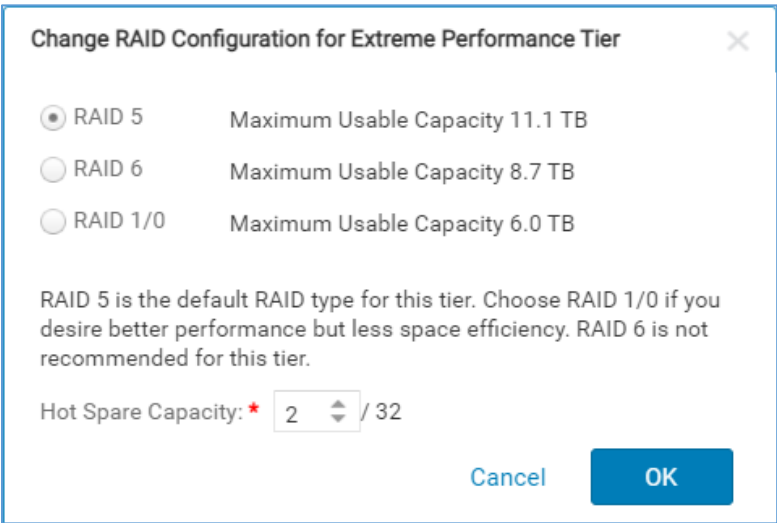 Change RAID Configuration for Extreme Performance Tier
RAID 5 Maximum Usable Capacity 11.1 TB
RAID 6 Maximum Usable Capacity 8.7 TB
RAID 1/0 Maximum Usable Capacity 6.0 TB
RAID 5 is the default RAID type for this tier. Choose RAID 1/0 if you
desire better performance but less space efficiency. RAID 6 is not
recommended for this tier.
Hot Spare Capacity: * 2 / 32
Cancel OK